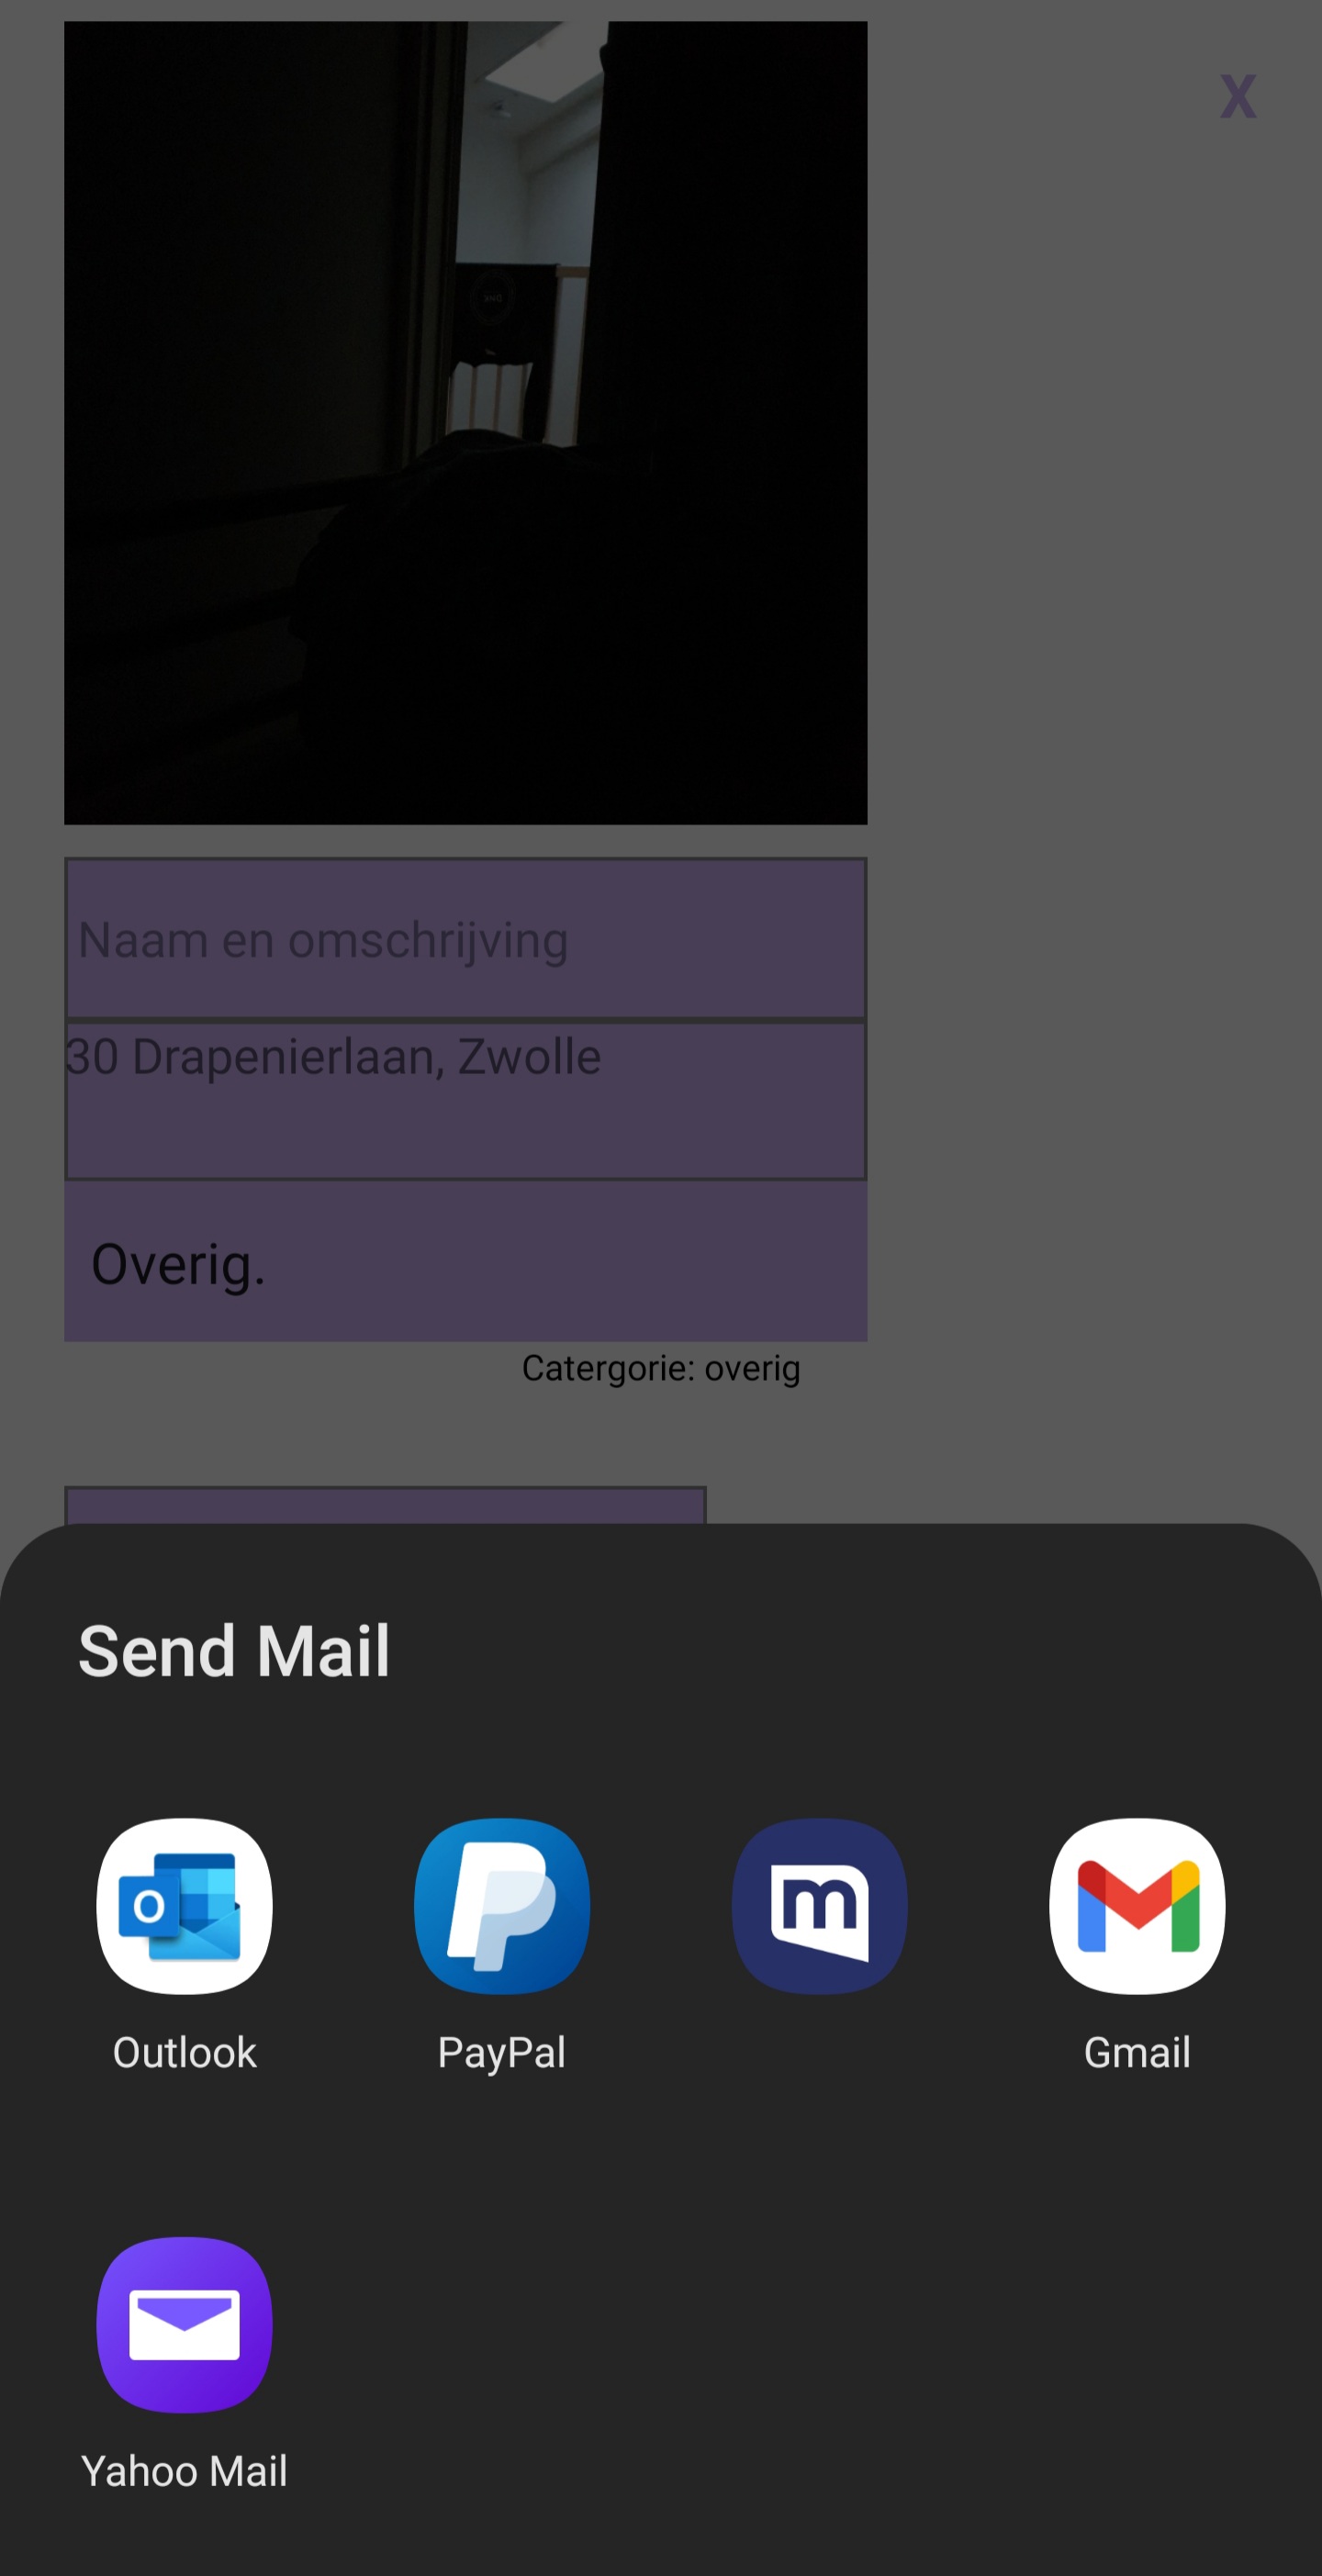 X
Naam en omschrijving
30 Drapenierlaan, Zwolle
Overig.
Catergorie: overig
Send Mail
Outlook
PayPal
Gmail
Yahoo Mail